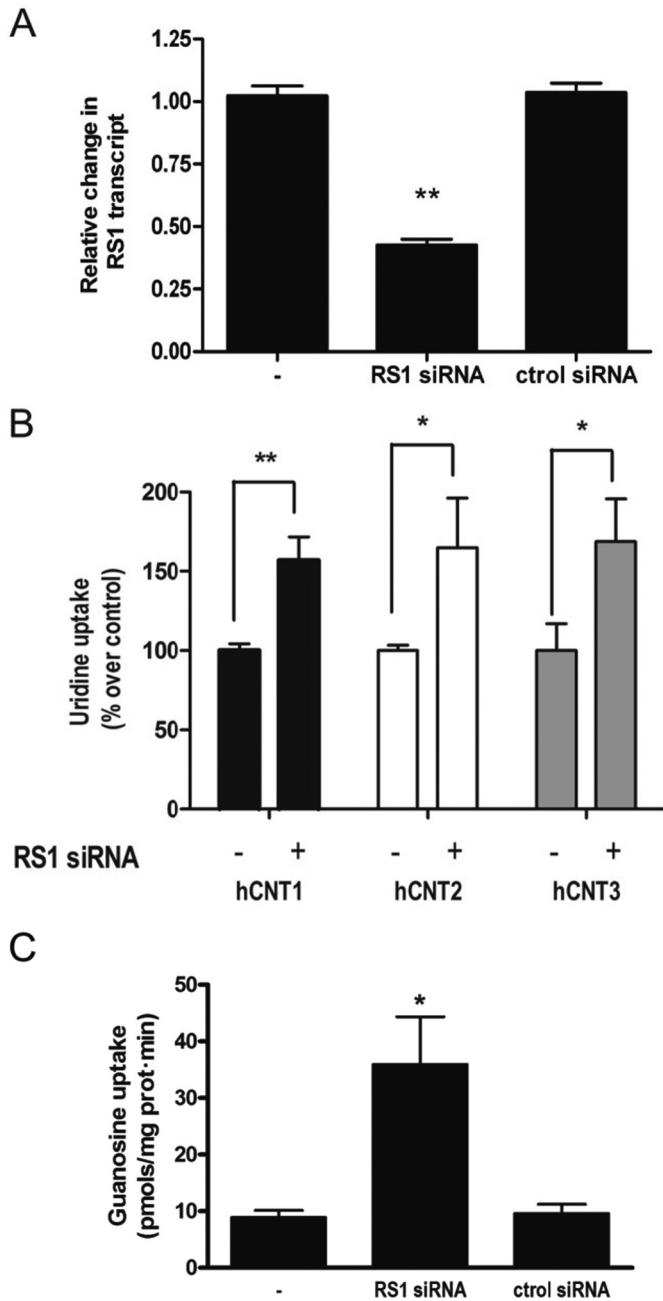 A
Relative change in
RS1 transcript
1.25
1.00
0.75
0.50
0.25
0.00
**
-
RS1 siRNA
ctrol siRNA
B
Uridine uptake
(% over control)
200
150
100
50
0
**
*
*
RS1 siRNA
- + - + - +
hCNT1 hCNT2 hCNT3
C
Guanosine uptake
(pmols/mg prot·min)
50
40
30
20
10
0
*
-
RS1 siRNA
ctrol siRNA